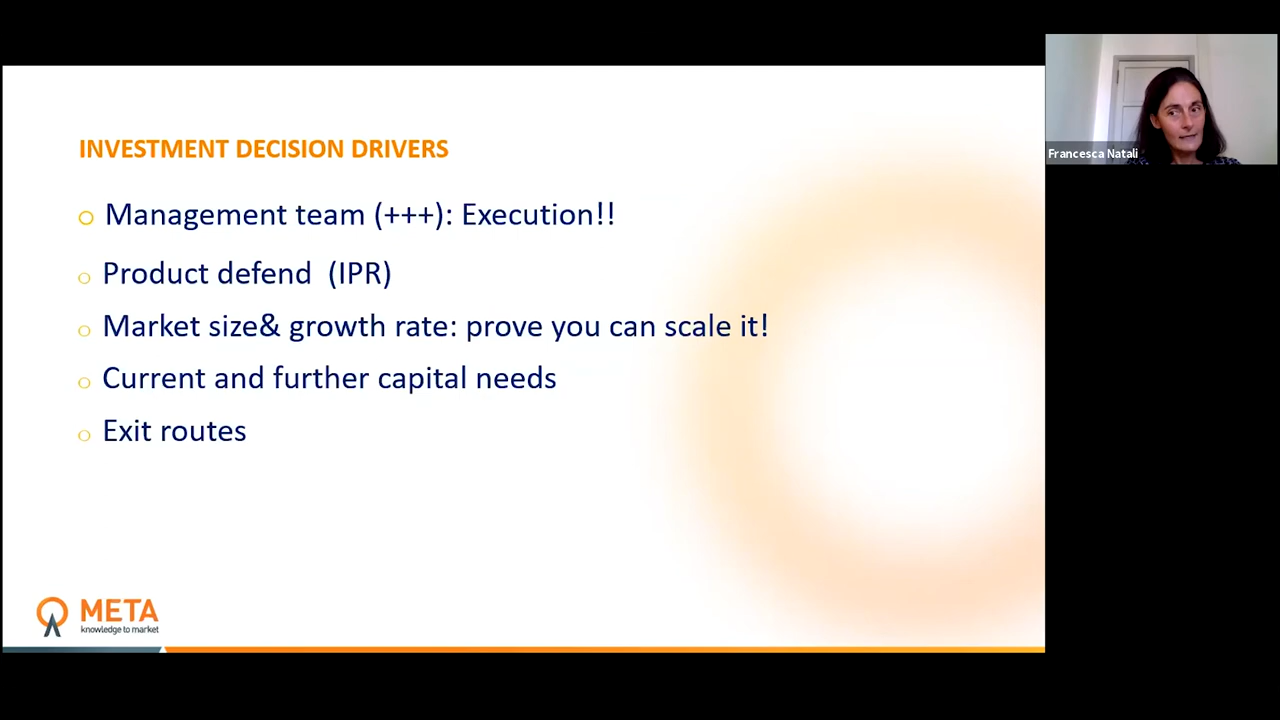 INVESTMENT DECISION DRIVERS
o Management team (+++): Execution!!
o Product defend (IPR)
o Market size& growth rate: prove you can scale it!
o Current and further capital needs
o Exit routes
META
knowledge to market
Francesca Natali